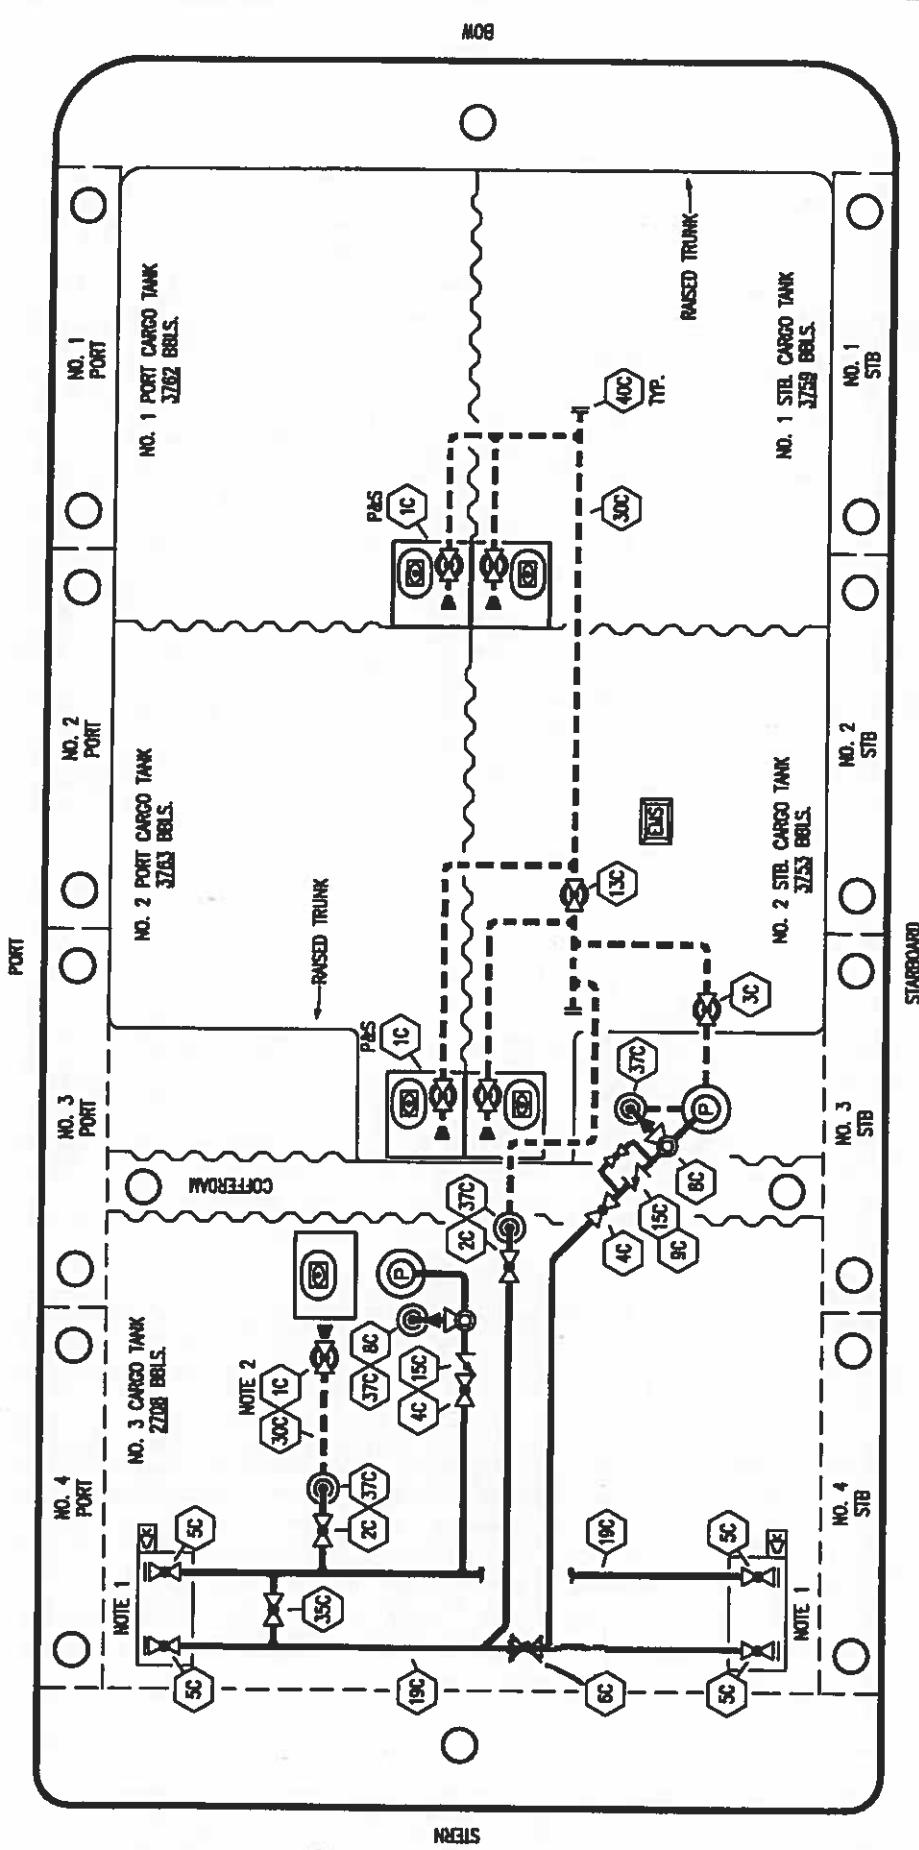 BOW
NO. 1
PORT
NO. 1 PORT CARGO TANK
3762 BBLS.
RAISED TRUNK
NO. 1 STB. CARGO TANK
3759 BBLS.
NO. 1
STB
40C
TYP.
30C
P&S
1C
NO. 2
PORT
NO. 2 PORT CARGO TANK
3763 BBLS.
EMS
13C
NO. 2 STB. CARGO TANK
3753 BBLS.
NO. 2
STB
PORT
STARBOARD
RAISED TRUNK
P&S
1C
3C
37C
P
8C
15C
9C
4C
NO. 3
PORT
NO. 3
STB
COFFERDAM
37C
2C
P
8C
37C
15C
4C
NOTE 2
1C
30C
37C
2C
NO. 3 CARGO TANK
2708 BBLS.
NO. 4
PORT
NO. 4
STB
NOTE 1
5C
5C
35C
19C
6C
19C
5C
5C
NOTE 1
STERN